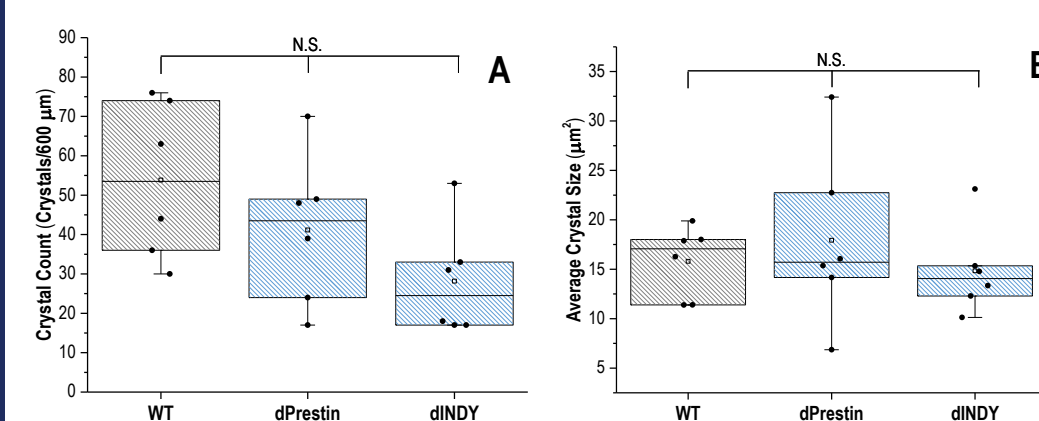 A
N.S.
90
80
70
60
50
40
30
20
10
0
Crystal Count (Crystals/600 μm)
WT
dPrestin
dINDY
N.S.
35
30
25
20
15
10
5
Average Crystal Size (μm²)
WT
dPrestin
dINDY